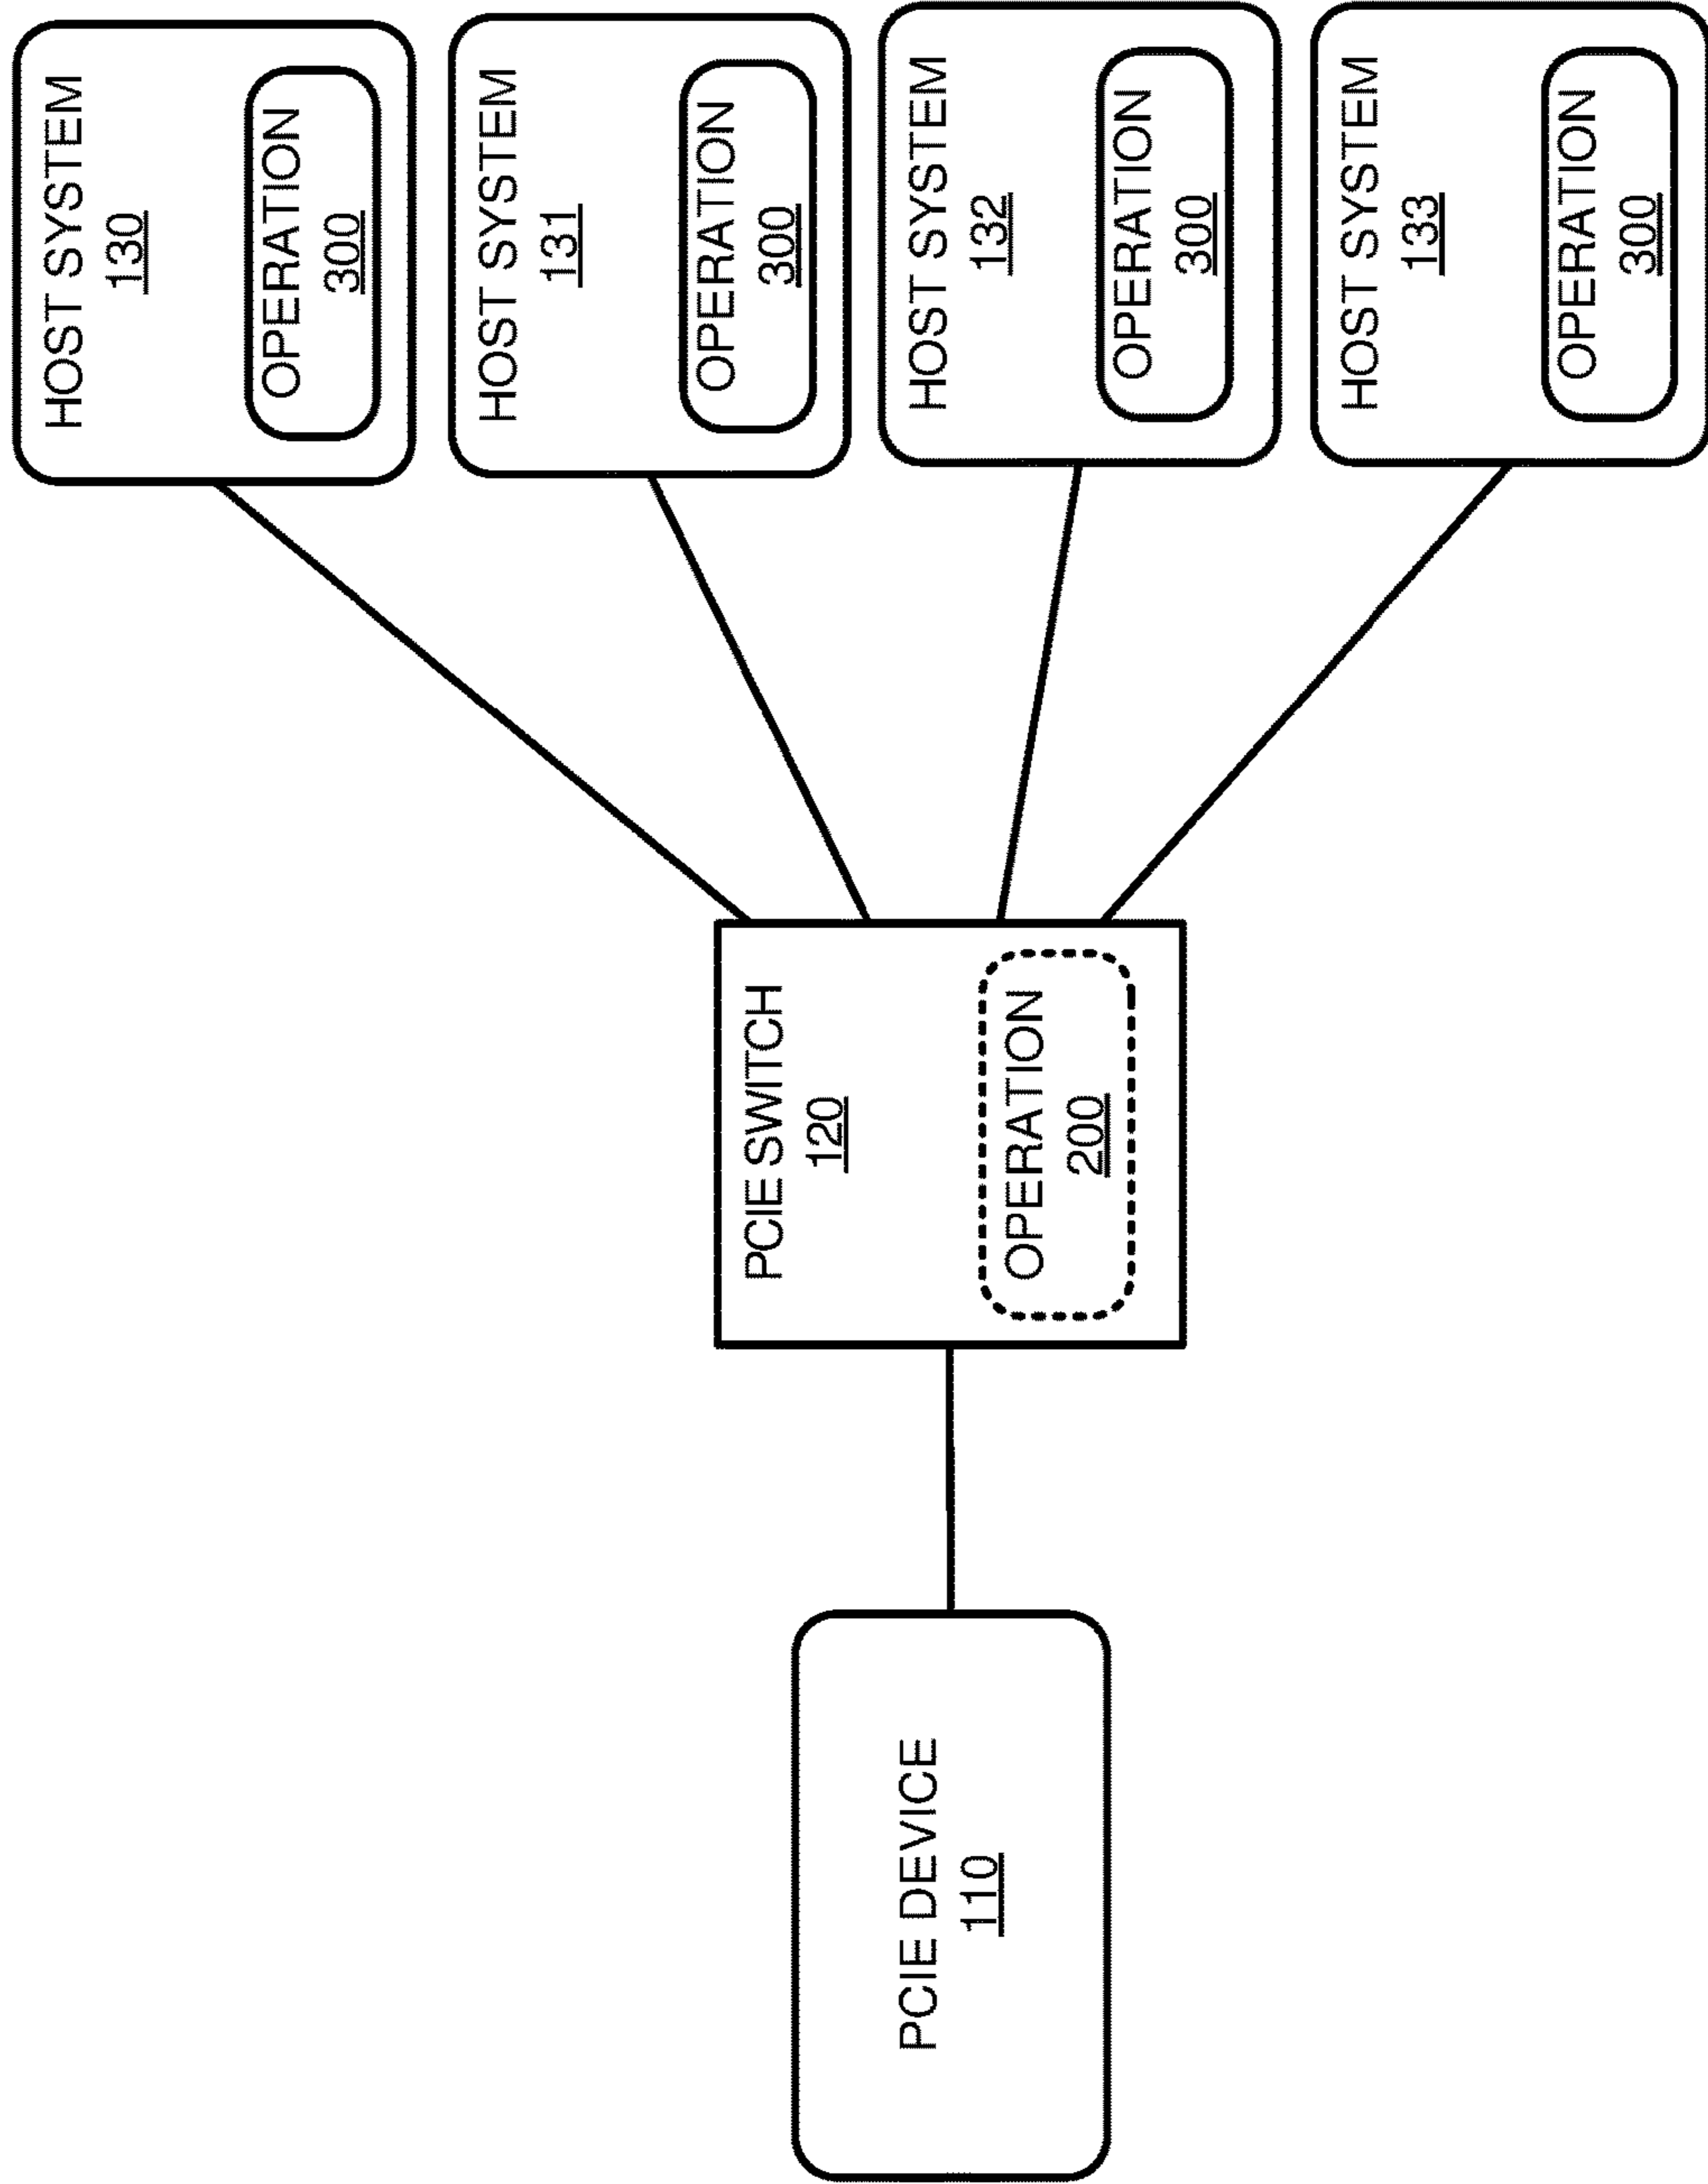 PCIE DEVICE
110
PCIE SWITCH
120
OPERATION
200
HOST SYSTEM
130
OPERATION
300
HOST SYSTEM
131
OPERATION
300
HOST SYSTEM
132
OPERATION
300
HOST SYSTEM
133
OPERATION
300